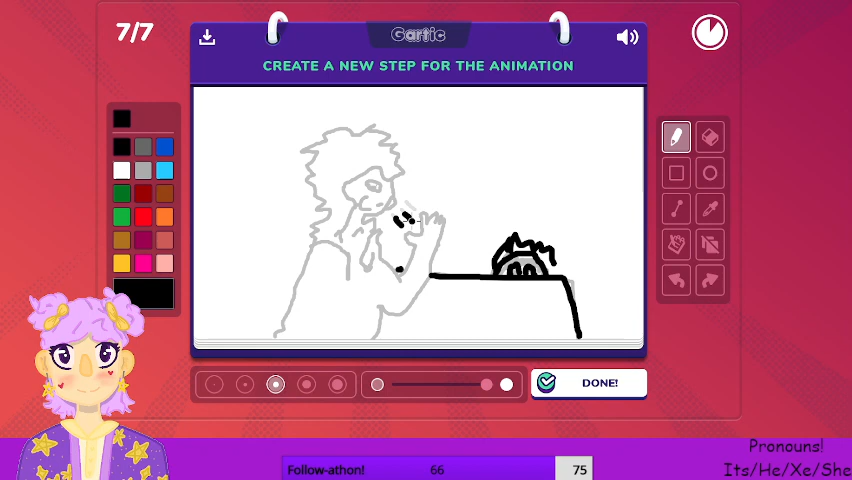 7/7
Gartic
CREATE A NEW STEP FOR THE ANIMATION
DONE!
Pronouns!
Its/He/Xe/She
Follow-athon! 66 75